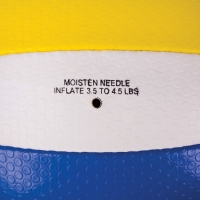 MOISTEN NEEDLE
INFLATE 3.5 TO 4.5 LBS